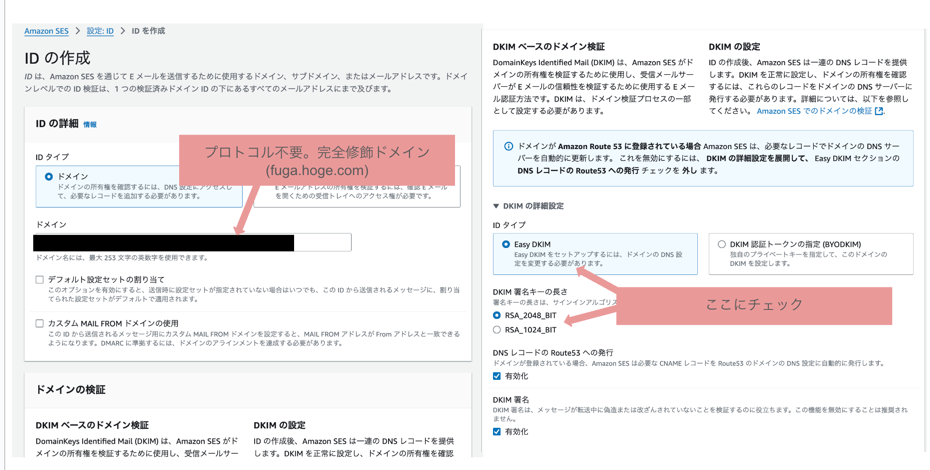 Amazon SES > 設定: ID > ID を作成
ID の作成
ID は、Amazon SES を通じて E メールを送信するために使用するドメイン、サブドメイン、またはメールアドレスです。ドメイ
ンレベルでの ID 検証は、1 つの検証済みドメイン ID の下にあるすべてのメールアドレスにまで及びます。
ID の詳細 情報
プロトコル不要。完全修飾ドメイン
(fuga.hoge.com)
ID タイプ
ドメイン
ドメインの所有権を確認するには、DNS 設定にアクセスし
て、必要なレコードを追加する必要があります。
E メールアドレスの所有権を検証するには、確認 E メール
を開くための受信トレイへのアクセス権が必要です。
ドメイン
ドメイン名には、最大 253 文字の英数字を使用できます。
デフォルト設定セットの割り当て
このオプションを有効にすると、送信時に設定セットが指定されていない場合はいつでも、この ID から送信されるメッセージに、割り当
てられた設定セットがデフォルトで適用されます。
カスタム MAIL FROM ドメインの使用
この ID から送信されるメッセージ用にカスタム MAIL FROM ドメインを設定すると、MAIL FROM アドレスが From アドレスと一致できる
ようになります。DMARC に準拠するには、ドメインのアラインメントを達成する必要があります。
ドメインの検証
DKIM ベースのドメイン検証
DomainKeys Identified Mail (DKIM) は、Amazon SES がド
メインの所有権を検証するために使用し、受信メールサー
DKIM の設定
ID の作成後、Amazon SES は一連の DNS レコードを提供
します。DKIM を正常に設定し、ドメインの所有権を確認
DKIM ベースのドメイン検証
DomainKeys Identified Mail (DKIM) は、Amazon SES がド
メインの所有権を検証するために使用し、受信メールサー
バーが E メールの信頼性を検証するために使用する E メー
ル認証方法です。DKIM は、ドメイン検証プロセスの一部
として設定する必要があります。
DKIM の設定
ID の作成後、Amazon SES は一連の DNS レコードを提供
します。DKIM を正常に設定し、ドメインの所有権を確認
するには、これらのレコードをドメインの DNS サーバーに
発行する必要があります。詳細については、以下を参照し
てください。 Amazon SES でのドメインの検証
ドメインが Amazon Route 53 に登録されている場合 Amazon SES は、必要なレコードでドメインの DNS サー
バーを自動的に更新します。 これを無効にするには、 DKIM の詳細設定を展開して、 Easy DKIM セクションの
DNS レコードの Route53 への発行 チェックを 外し ます。
▼ DKIM の詳細設定
ID タイプ
Easy DKIM
Easy DKIM をセットアップするには、ドメインの DNS 設
定を変更する必要があります。
DKIM 認証トークンの指定 (BYODKIM)
独自のプライベートキーを指定して、このドメインの
DKIM を設定します。
ここにチェック
DKIM 署名キーの長さ
署名キーの長さは、サインインアルゴリズ
RSA_2048_BIT
RSA_1024_BIT
DNS レコードの Route53 への発行
ドメインが登録されている場合、Amazon SES は必要な CNAME レコードを Route53 のドメインの DNS 設定に自動的に発行します。
有効化
DKIM 署名
DKIM 署名は、メッセージが転送中に偽造または改ざんされていないことを検証するのに役立ちます。この機能を無効にすることは推奨され
ません。
有効化